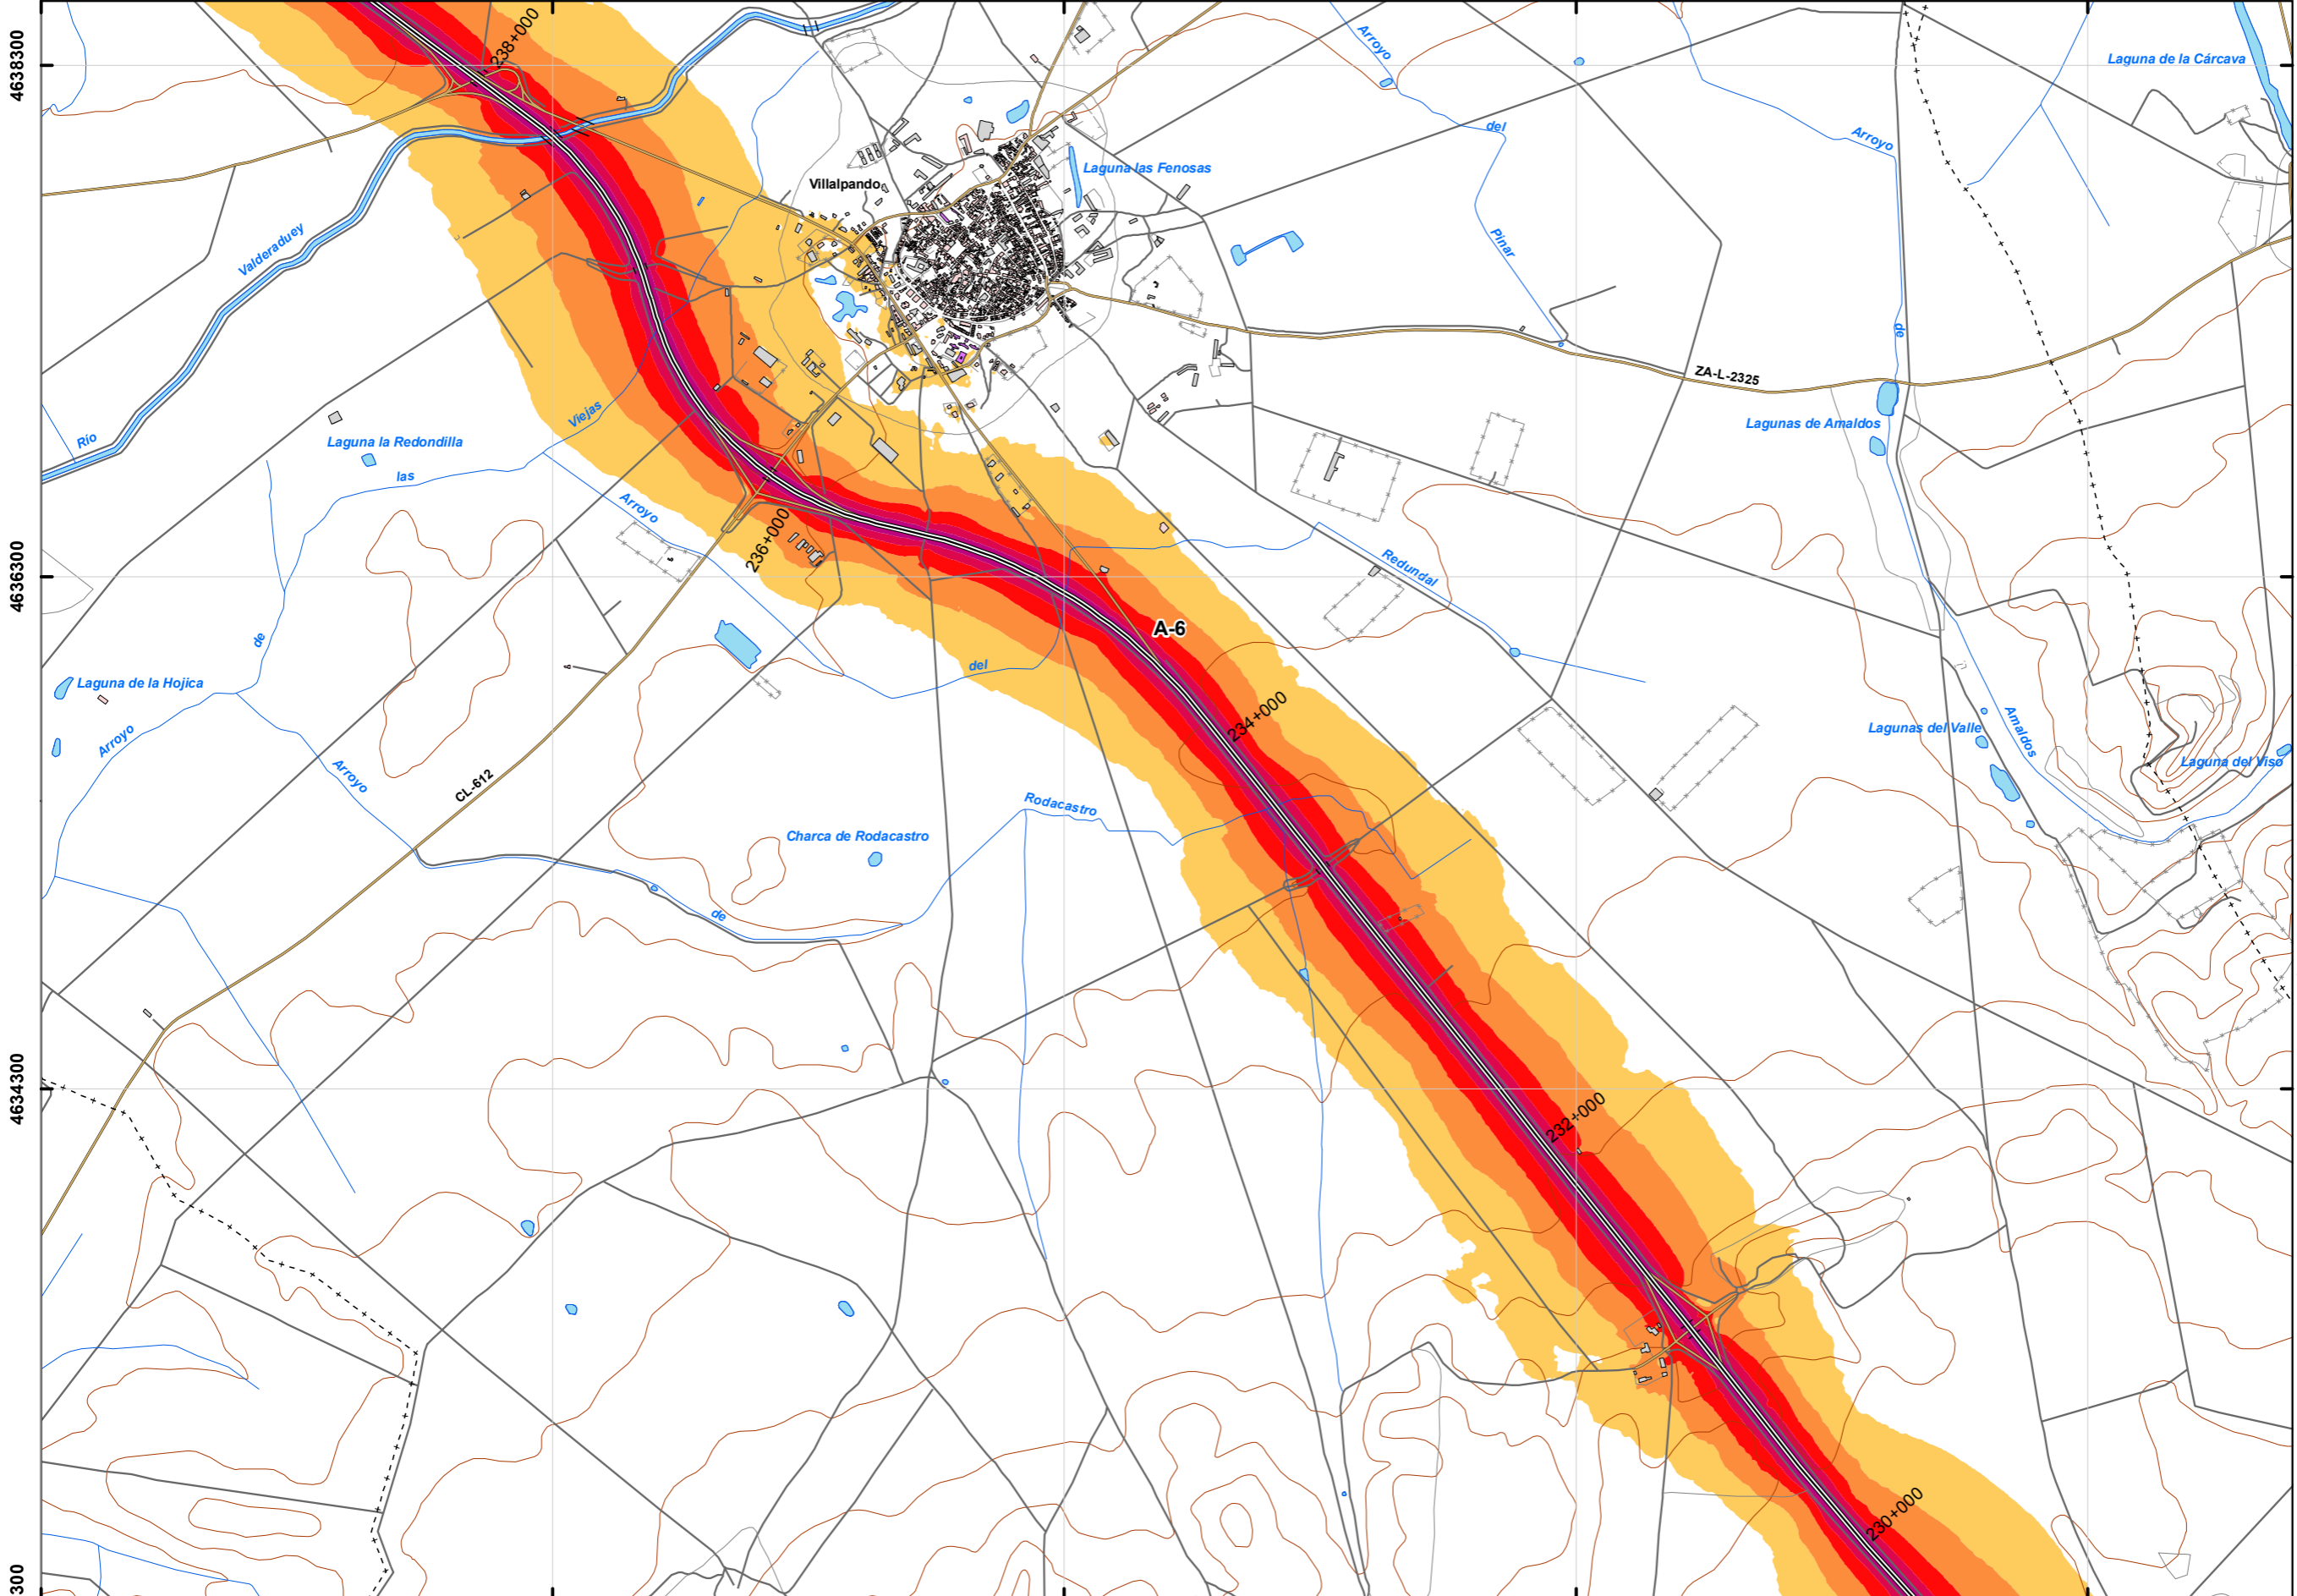 4638300
238+000
Arroyo
Laguna de la Cárcava
del
Arroyo
Laguna las Fenosas
Villalpando
Valderaduey
Pinar
de
ZA-L-2325
Viejas
Lagunas de Amaldos
Río
Laguna la Redondilla
las
Arroyo
236+000
4636300
Redundal
A-6
de
del
Laguna de la Hojica
234+000
Arroyo
Amaldos
Lagunas del Valle
Laguna del Viso
Arroyo
CL-612
Rodacastro
Charca de Rodacastro
de
4634300
232+000
230+000
300